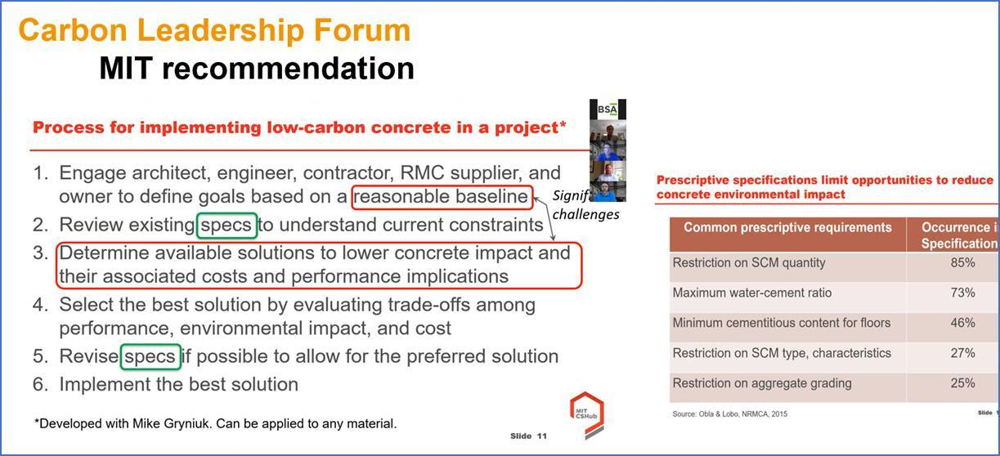 Carbon Leadership Forum
MIT recommendation
BSA
Process for implementing low-carbon concrete in a project*
1. Engage architect, engineer, contractor, RMC supplier, and
owner to define goals based on a reasonable baseline
Signif
challenges
2. Review existing specs to understand current constraints
3. Determine available solutions to lower concrete impact and
their associated costs and performance implications
4. Select the best solution by evaluating trade-offs among
performance, environmental impact, and cost
5. Revise specs if possible to allow for the preferred solution
6. Implement the best solution
*Developed with Mike Gryniuk. Can be applied to any material.
MIT
CSHub
Slide 11
Prescriptive specifications limit opportunities to reduce
concrete environmental impact
Common prescriptive requirements Occurrence i
Specification
Restriction on SCM quantity 85%
Maximum water-cement ratio 73%
Minimum cementitious content for floors 46%
Restriction on SCM type, characteristics 27%
Restriction on aggregate grading 25%
Source: Obla & Lobo, NRMCA, 2015
Slide 1